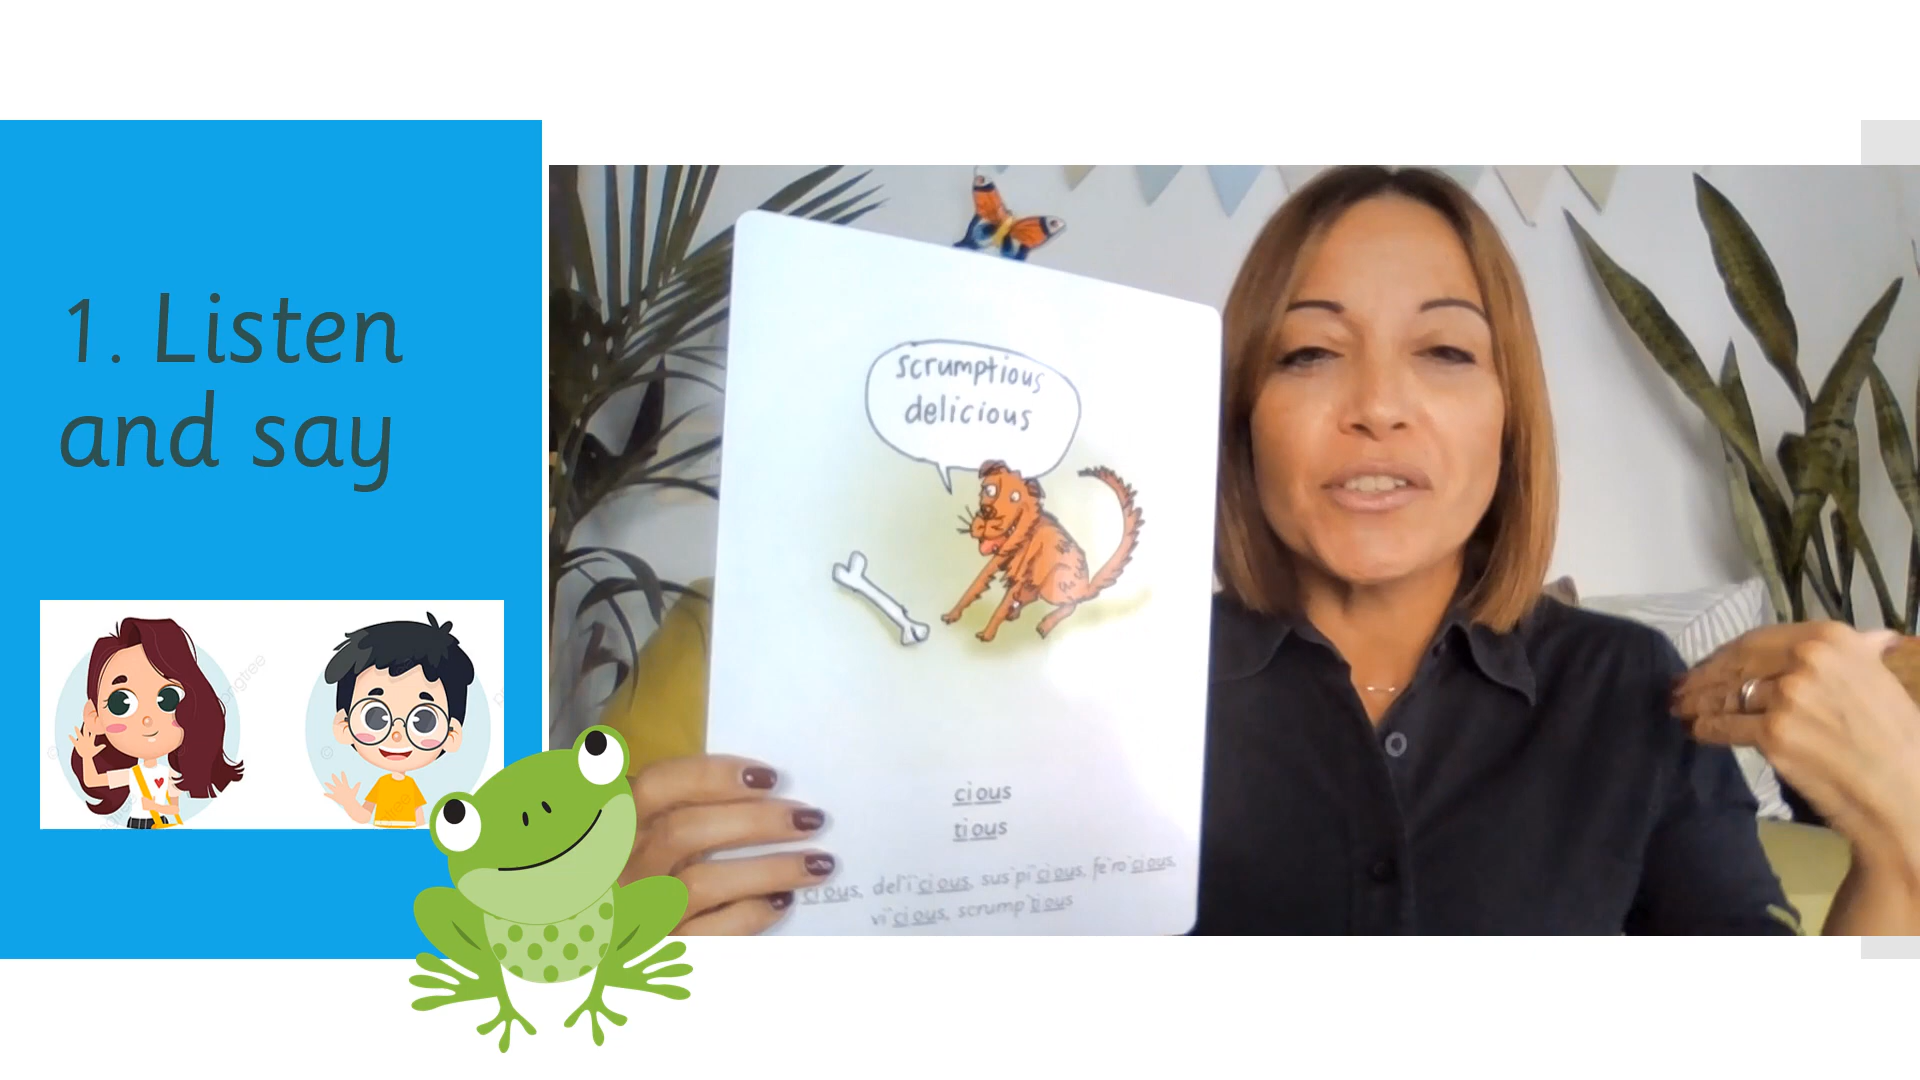 1. Listen
and say
scrumptious
delicious
cious
tious
cious, delicious, suspicious, ferocious,
vicious, scrumptious